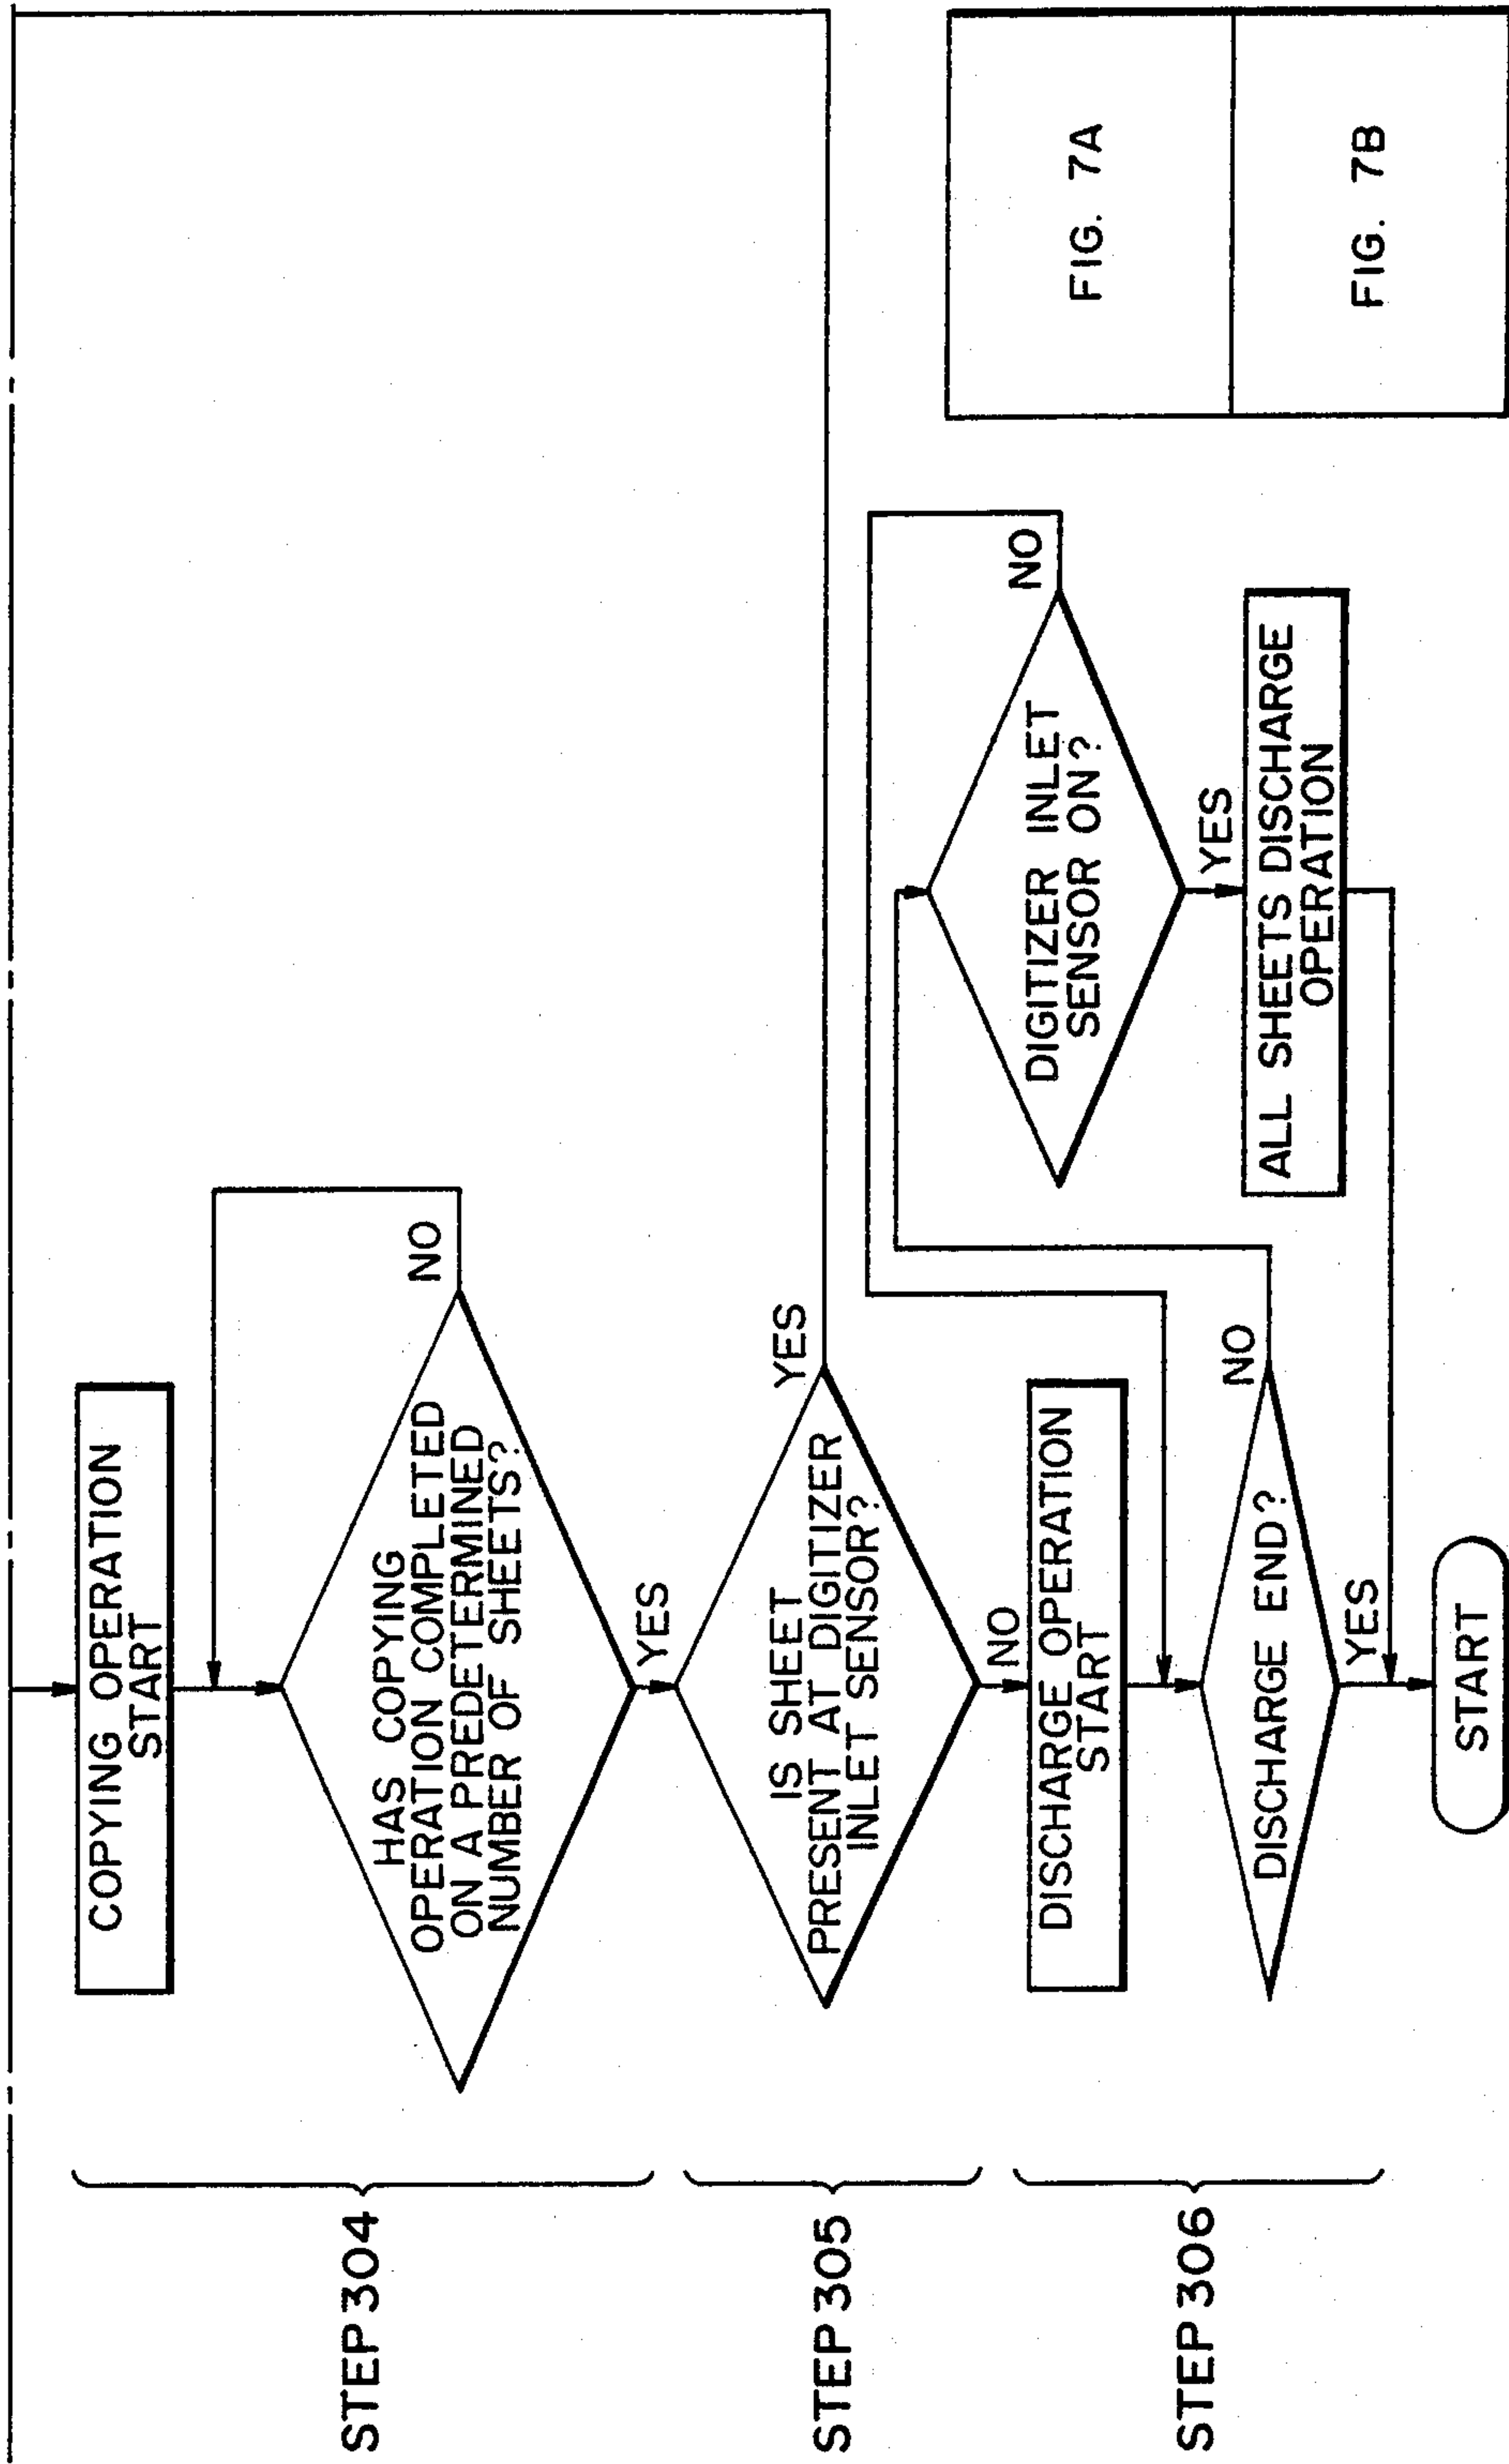 STEP 304
COPYING OPERATION
START
HAS COPYING
OPERATION COMPLETED
ON A PREDETERMINED
NUMBER OF SHEETS?
NO
YES
STEP 305
IS SHEET
PRESENT AT DIGITIZER
INLET SENSOR?
YES
NO
STEP 306
DISCHARGE OPERATION
START
DISCHARGE END?
NO
YES
DIGITIZER INLET
SENSOR ON?
NO
YES
ALL SHEETS DISCHARGE
OPERATION
START
FIG. 7A
FIG. 7B